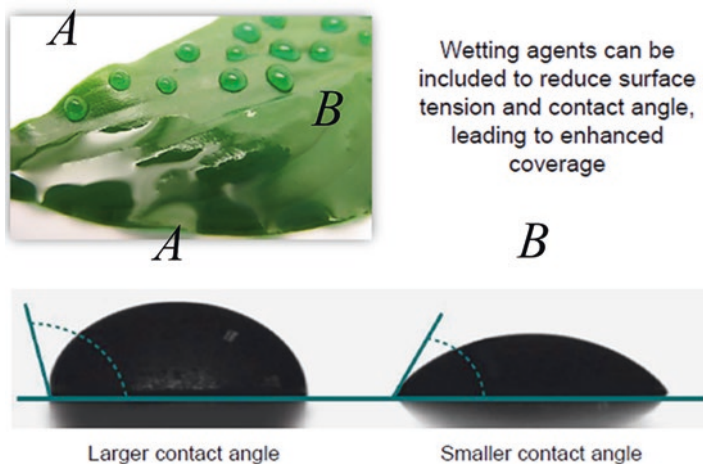 A
B
Wetting agents can be
included to reduce surface
tension and contact angle,
leading to enhanced
coverage
A
B
Larger contact angle
Smaller contact angle